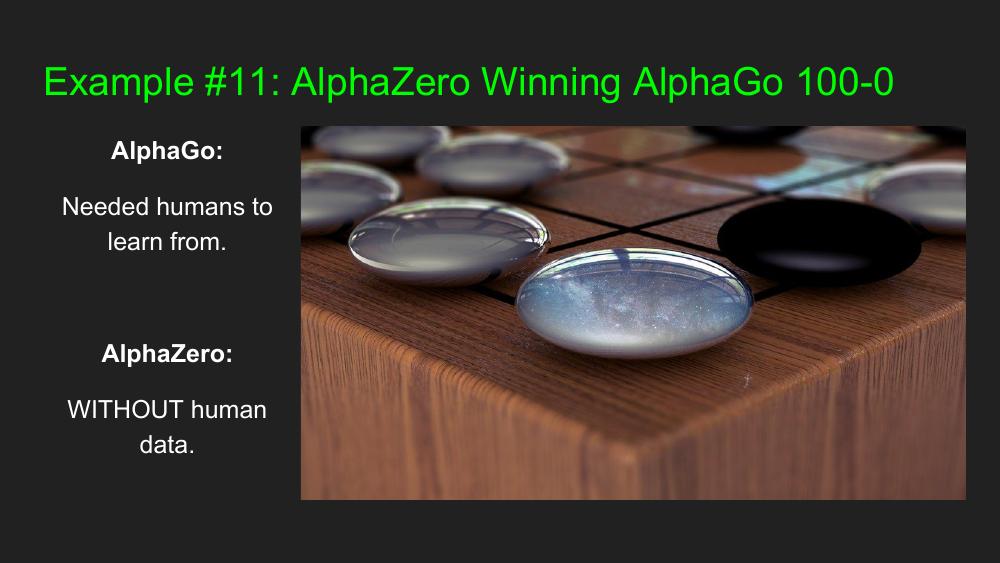 Example #11: AlphaZero Winning AlphaGo 100-0
AlphaGo:
Needed humans to
learn from.
AlphaZero:
WITHOUT human
data.